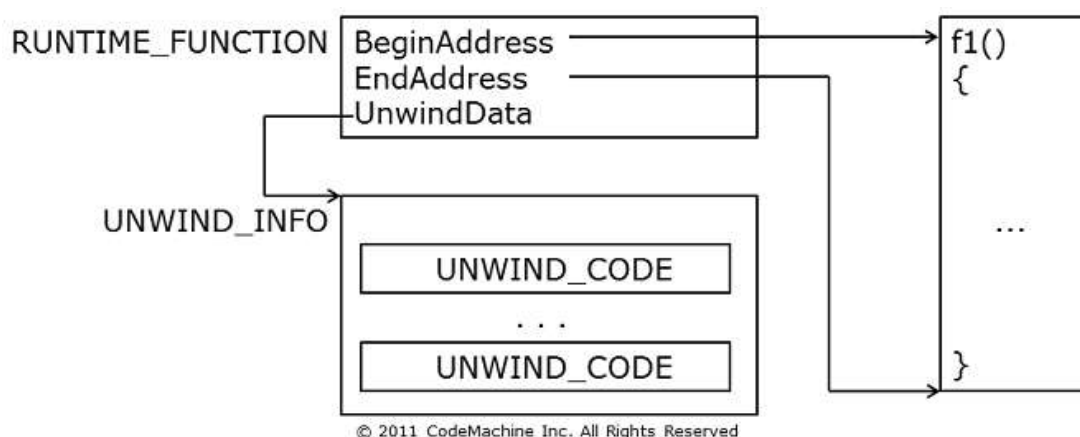 RUNTIME_FUNCTION
BeginAddress
EndAddress
UnwindData
f1()
{
...
}
UNWIND_INFO
UNWIND_CODE
. . .
UNWIND_CODE
© 2011 CodeMachine Inc. All Rights Reserved